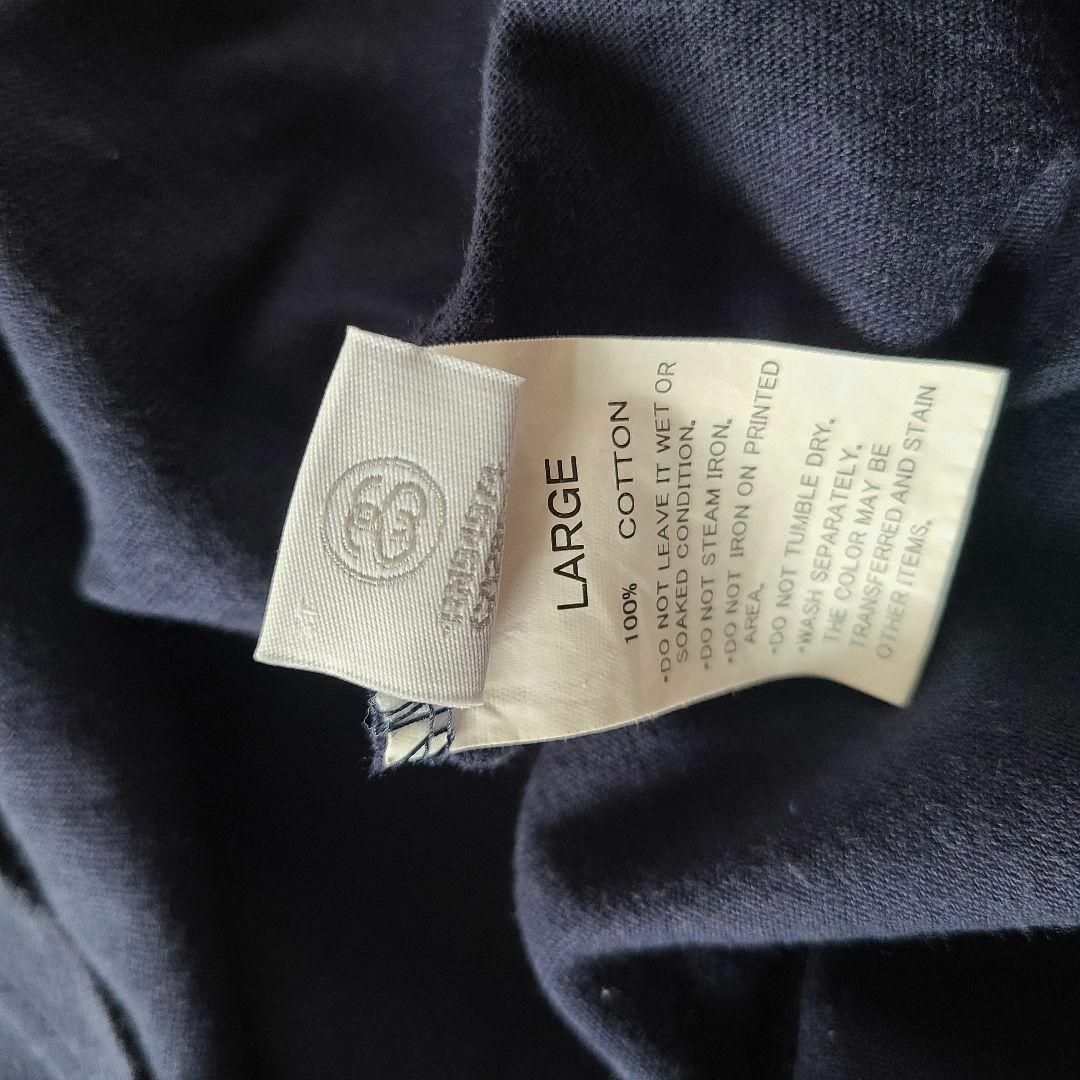 LARGE
100% COTTON
•DO NOT LEAVE IT WET OR
SOAKED CONDITION.
•DO NOT STEAM IRON.
•DO NOT IRON ON PRINTED
AREA.
•DO NOT TUMBLE DRY.
•WASH SEPARATELY.
THE COLOR MAY BE
TRANSFERRED AND STAIN
OTHER ITEMS.